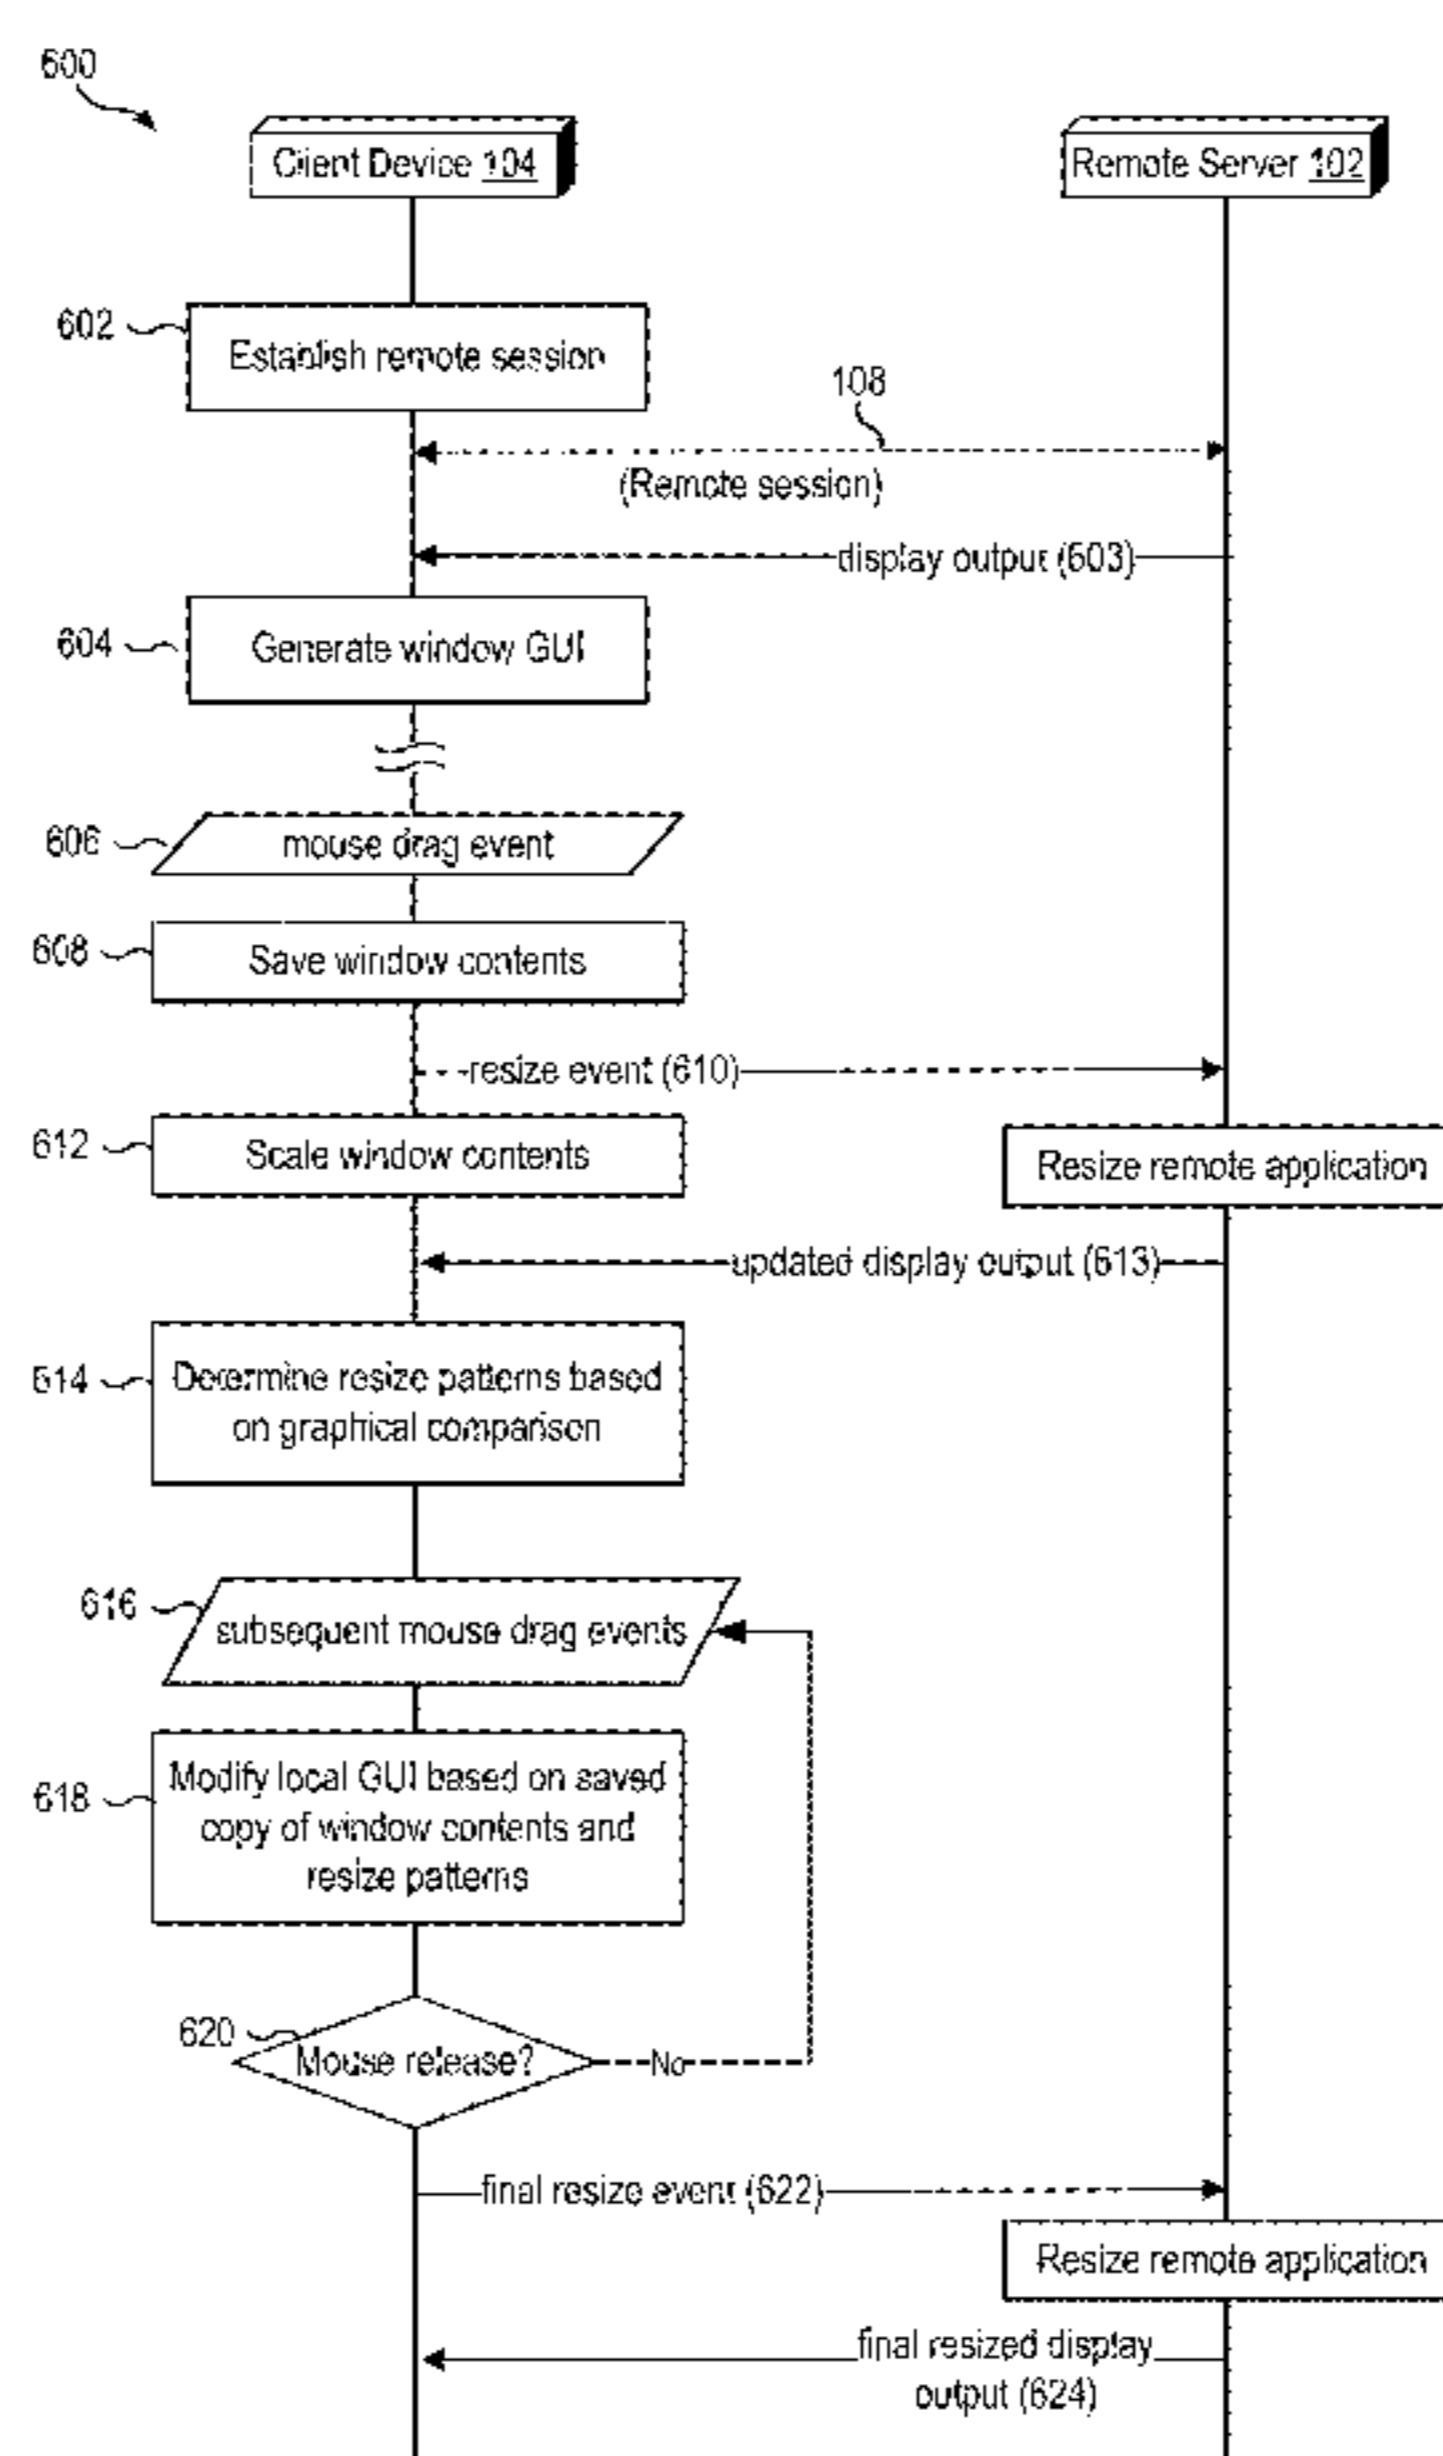 600
Client Device 104
Remote Server 102
602
Establish remote session
108
(Remote session)
display output (603)
604
Generate window GUI
606
mouse drag event
608
Save window contents
resize event (610)
612
Scale window contents
Resize remote application
updated display output (613)
614
Determine resize patterns based
on graphical comparison
616
subsequent mouse drag events
618
Modify local GUI based on saved
copy of window contents and
resize patterns
620
Mouse release?
No
final resize event (622)
Resize remote application
final resized display
output (624)